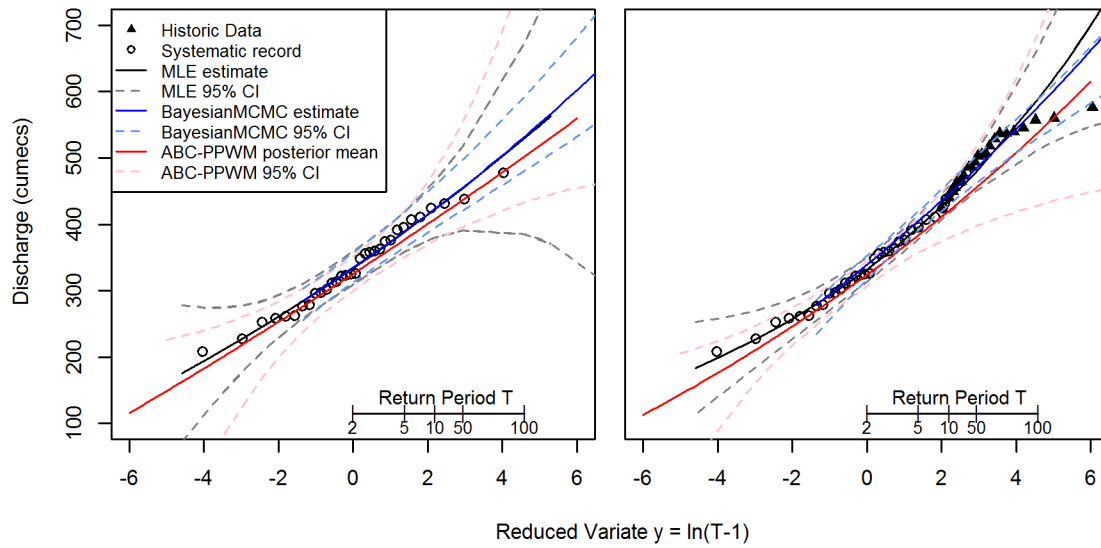 700
600
500
400
300
200
100
Discharge (cumecs)
Historic Data
Systematic record
MLE estimate
MLE 95% CI
BayesianMCMC estimate
BayesianMCMC 95% CI
ABC-PPWM posterior mean
ABC-PPWM 95% CI
Return Period T
2 5 10 50 100
Return Period T
2 5 10 50 100
-6 -4 -2 0 2 4 6
-6 -4 -2 0 2 4 6
Reduced Variate y = ln(T-1)